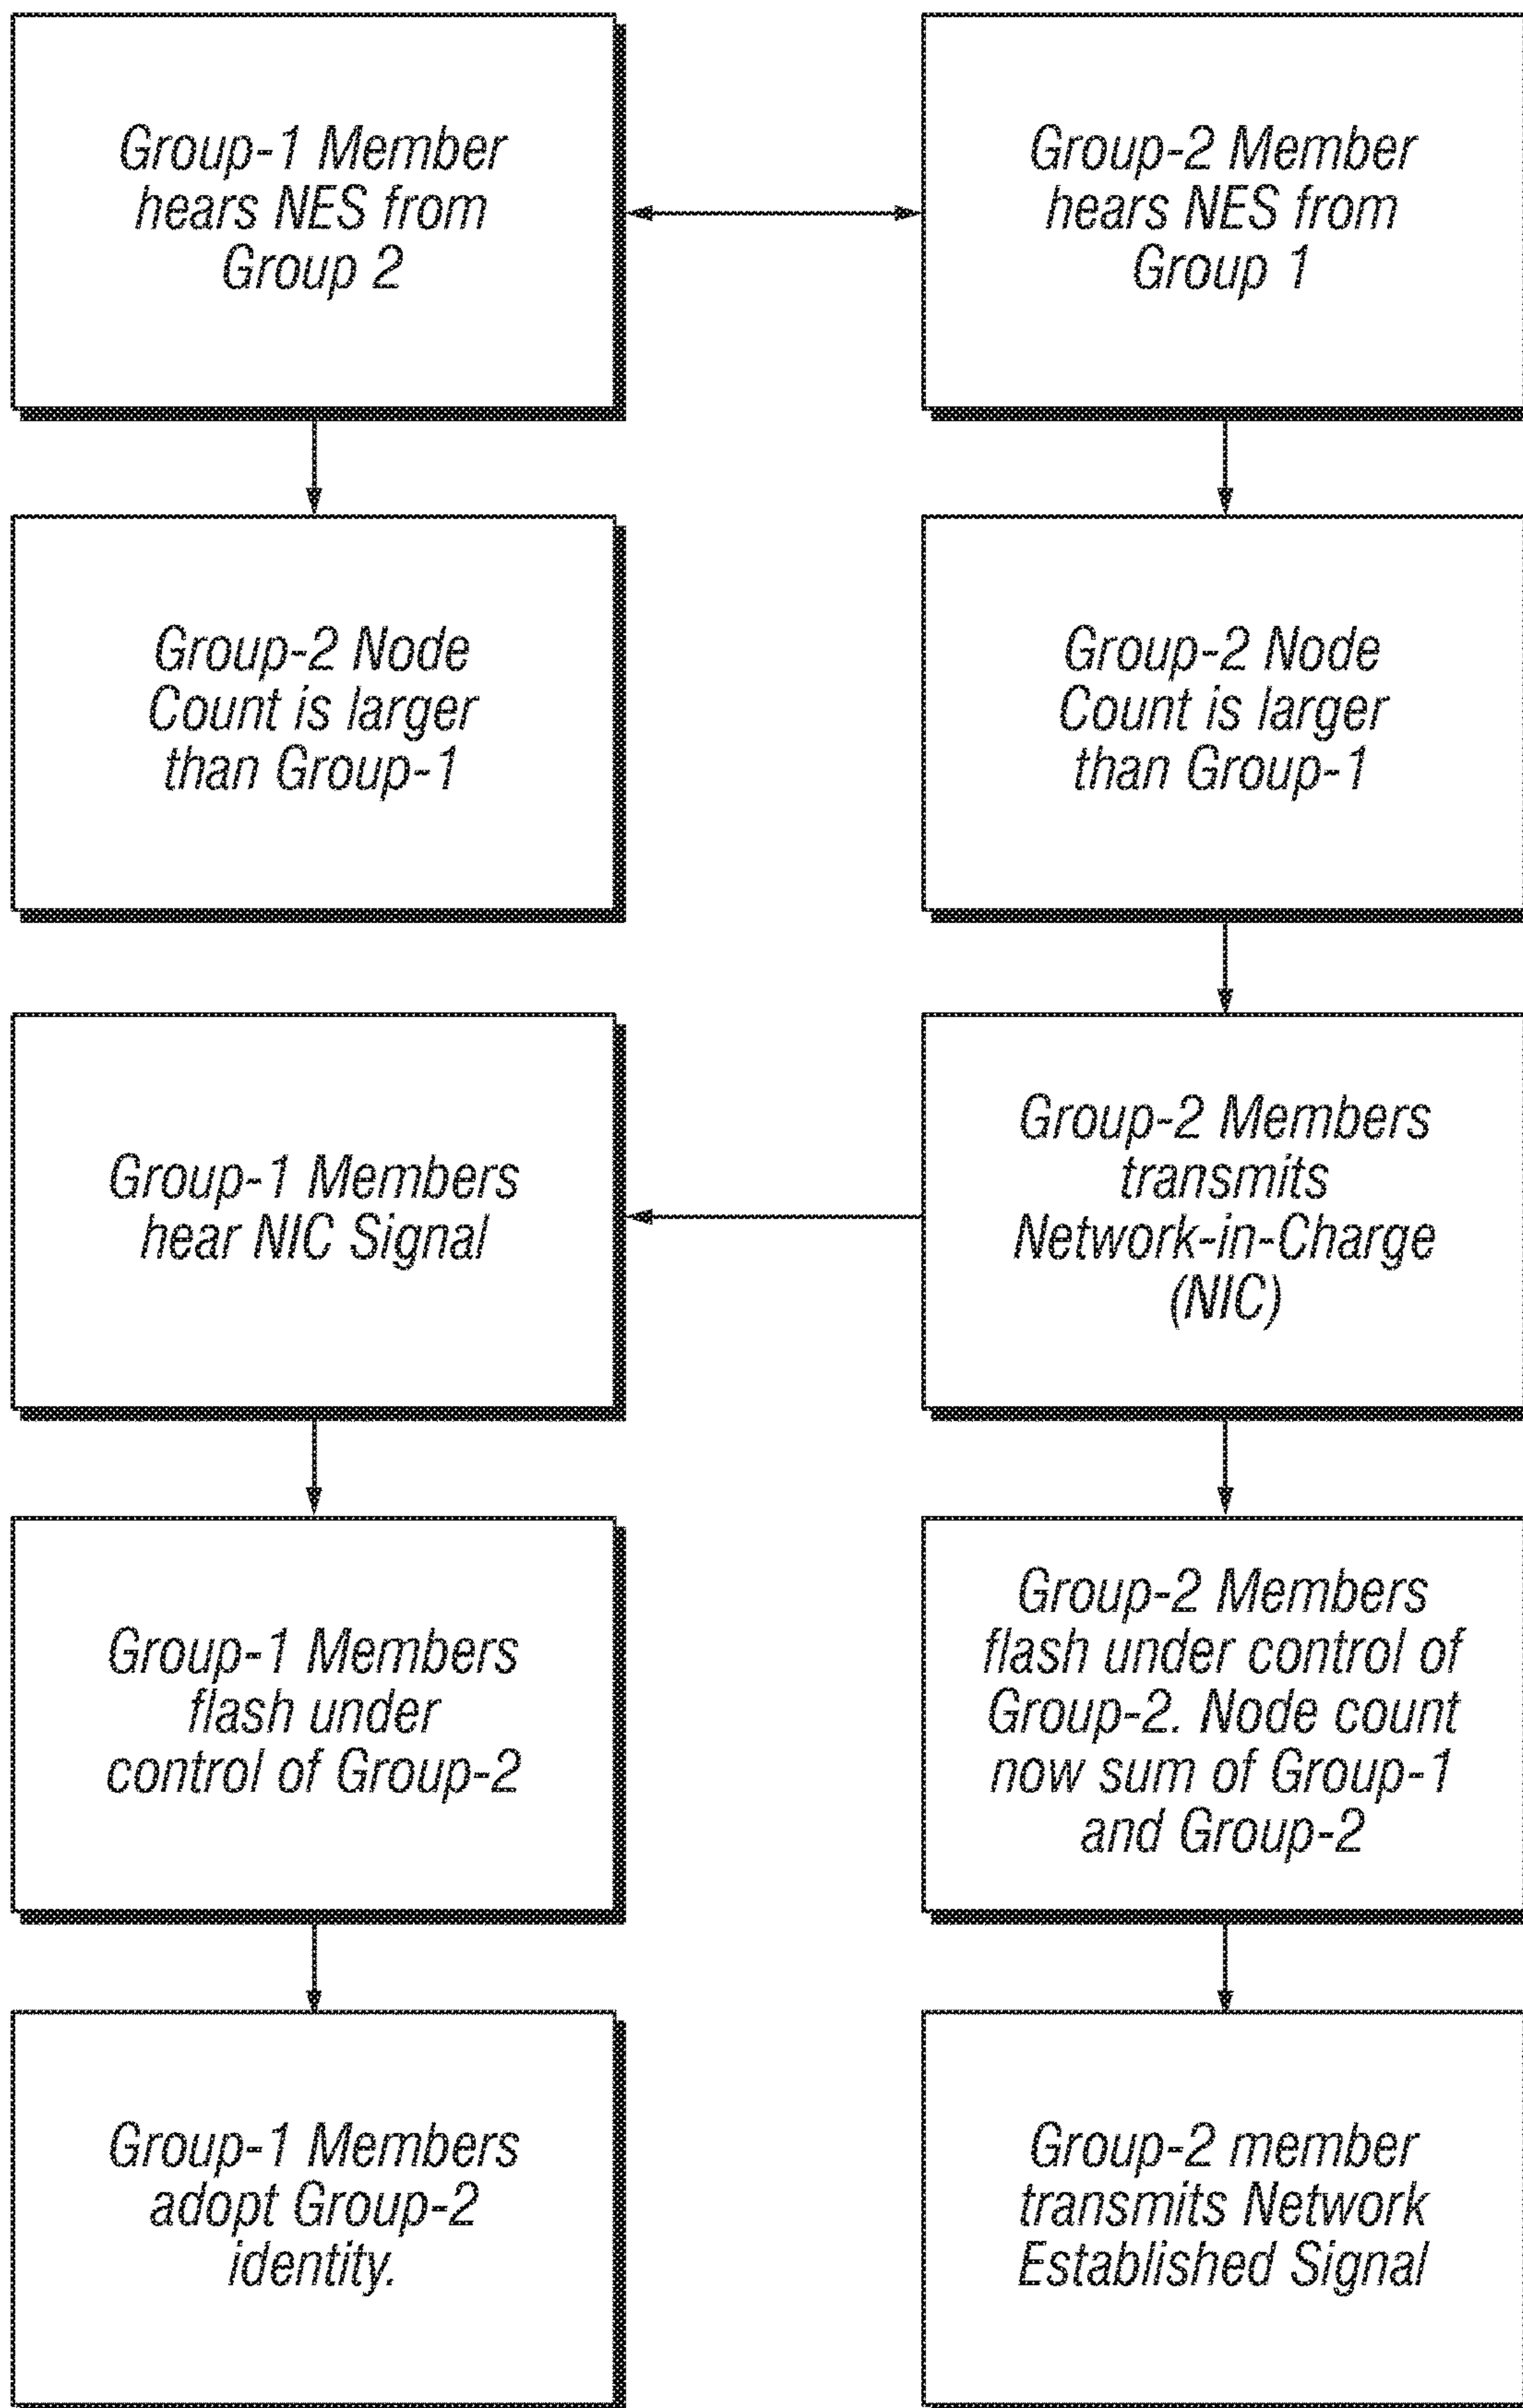 Group-1 Member
hears NES from
Group 2
Group-2 Member
hears NES from
Group 1
Group-2 Node
Count is larger
than Group-1
Group-2 Node
Count is larger
than Group-1
Group-1 Members
hear NIC Signal
Group-2 Members
transmits
Network-in-Charge
(NIC)
Group-1 Members
flash under
control of Group-2
Group-2 Members
flash under control of
Group-2. Node count
now sum of Group-1
and Group-2
Group-1 Members
adopt Group-2
identity.
Group-2 member
transmits Network
Established Signal